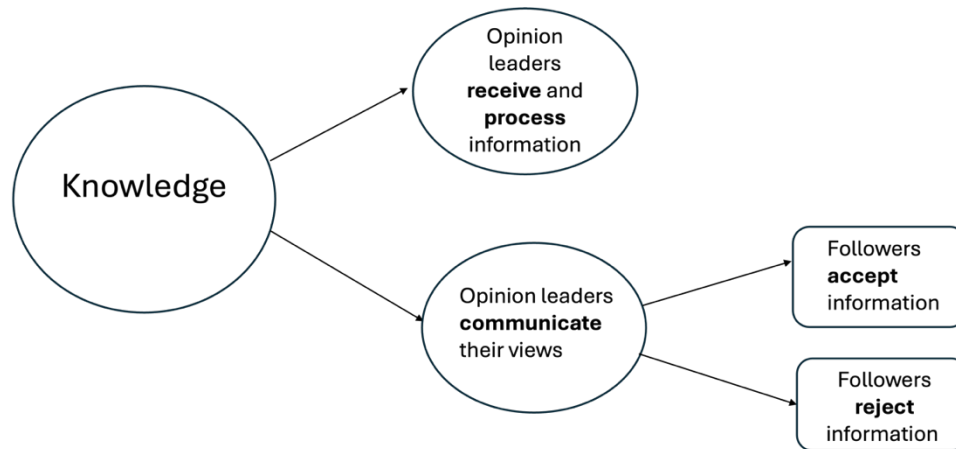 Knowledge
Opinion
leaders
receive and
process
information
Opinion leaders
communicate
their views
Followers
accept
information
Followers
reject
information